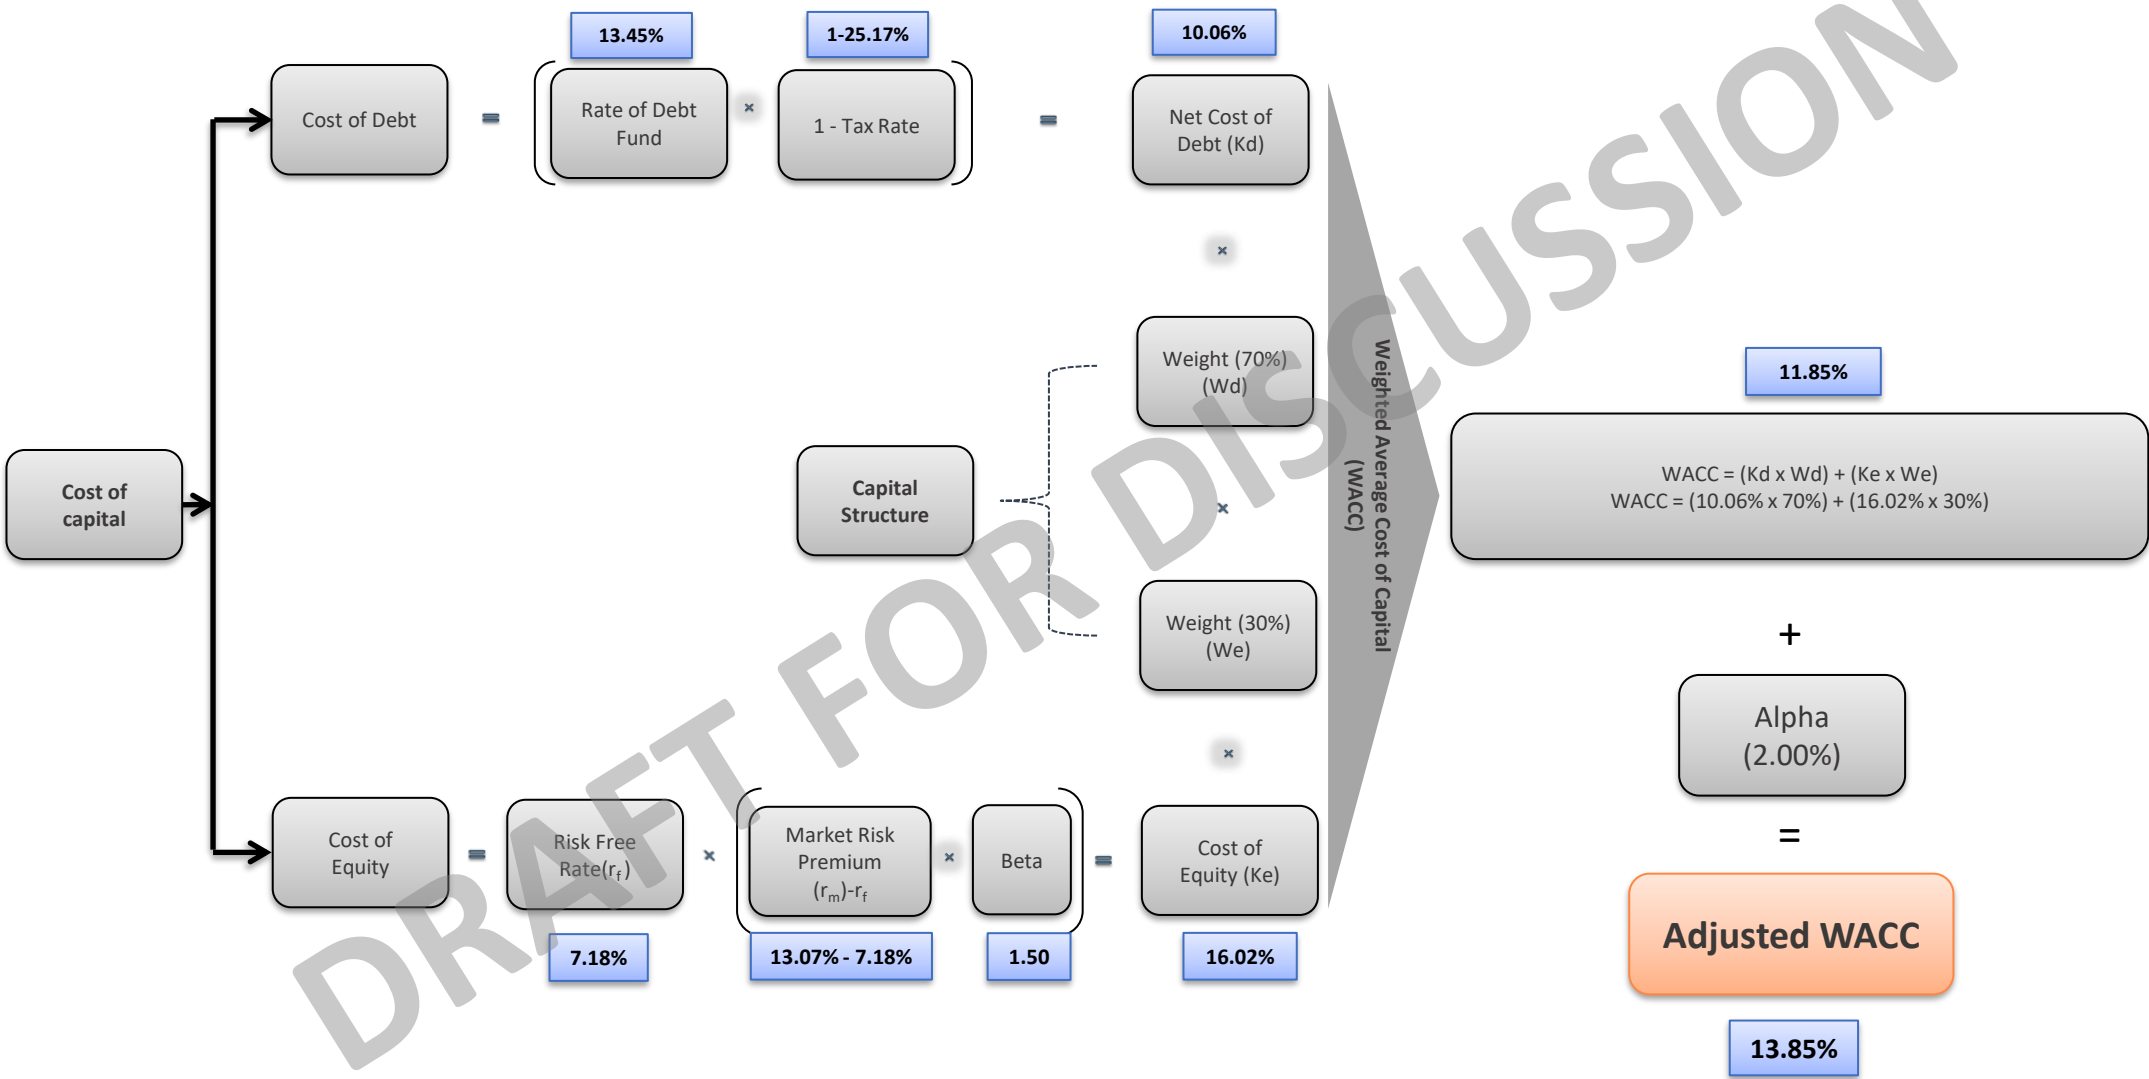 13.45%
1-25.17%
10.06%
Cost of Debt
=
Rate of Debt
Fund
×
1 - Tax Rate
=
Net Cost of
Debt (Kd)
×
Weight (70%)
(Wd)
Cost of
capital
Capital
Structure
×
Weight (30%)
(We)
×
Cost of
Equity
=
Risk Free
Rate(rf)
×
Market Risk
Premium
(rm)-rf
×
Beta
=
Cost of
Equity (Ke)
7.18%
13.07% - 7.18%
1.50
16.02%
Weighted Average Cost of Capital
(WACC)
11.85%
WACC = (Kd x Wd) + (Ke x We)
WACC = (10.06% x 70%) + (16.02% x 30%)
+
Alpha
(2.00%)
=
Adjusted WACC
13.85%
DRAFT FOR DISCUSSION